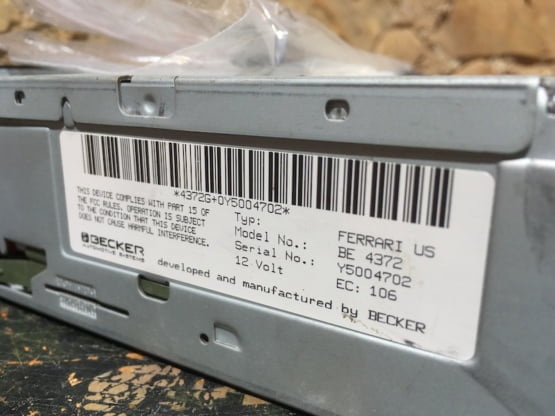 *4372G+0Y5004702*
THIS DEVICE COMPLIES WITH PART 15 OF
THE FCC RULES. OPERATION IS SUBJECT
TO THE CONDITION THAT THIS DEVICE
DOES NOT CAUSE HARMFUL INTERFERENCE.
BECKER
AUTOMOTIVE SYSTEMS
Typ: FERRARI US
Model No.: BE 4372
Serial No.: Y5004702
12 Volt EC: 106
developed and manufactured by BECKER